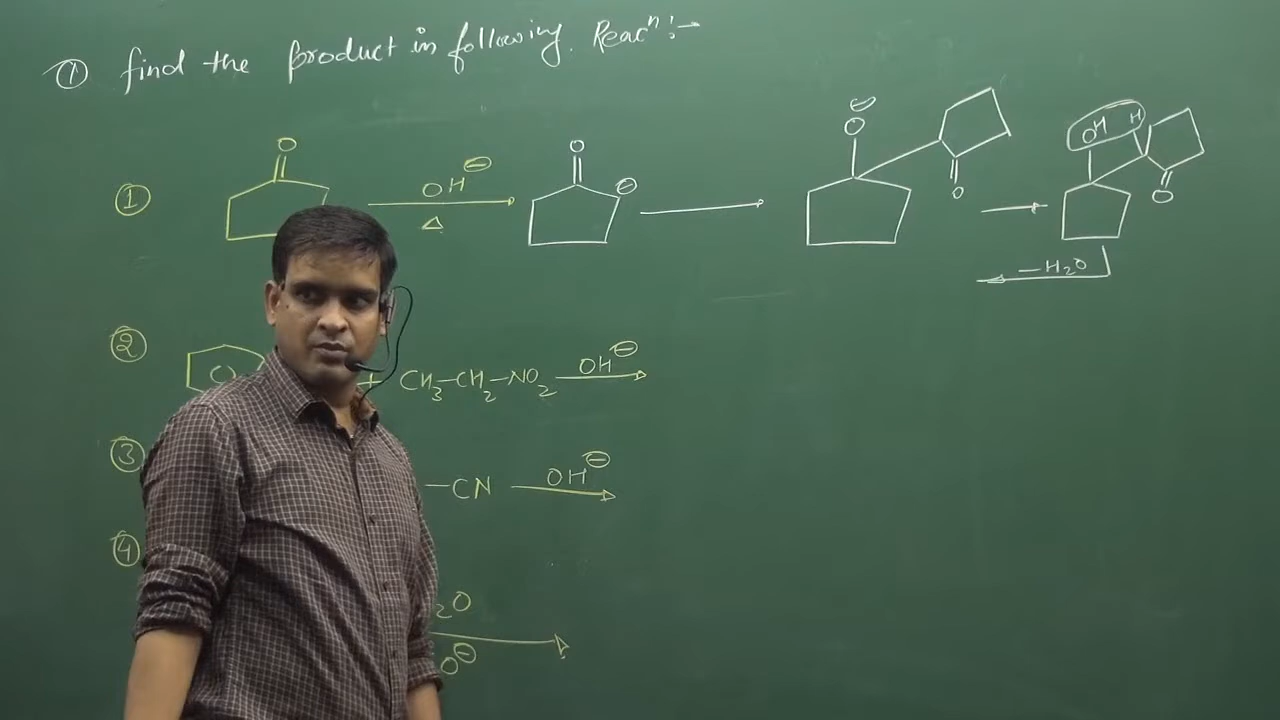 ① find the product in following. Reacⁿ:→
① O OH⊖ △ O ⊖ O⊖ O OH H O
-H₂O
② + CH₃-CH₂-NO₂ OH⊖
③ -CN OH⊖
④
₂O
O⊖